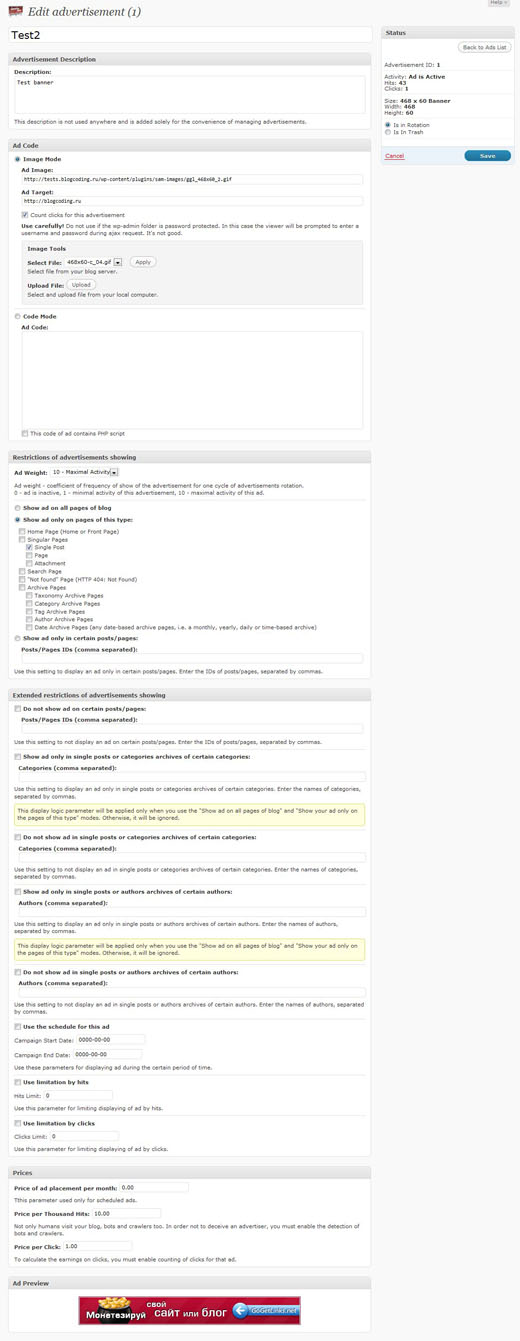 Help
Edit advertisement (1)
Test2
Advertisement Description
Description:
Test banner
This description is not used anywhere and is added solely for the convenience of managing advertisements.
Ad Code
Image Mode
Ad Image:
http://tests.blogcoding.ru/wp-content/plugins/sam-images/ggl_468x60_2.gif
Ad Target:
http://blogcoding.ru
Count clicks for this advertisement
Use carefully! Do not use if the wp-admin folder is password protected. In this case the viewer will be prompted to enter a
username and password during ajax request. It's not good.
Image Tools
Select File: 468x60-c_04.gif Apply
Select file from your blog server.
Upload File: Upload
Select and upload file from your local computer.
Code Mode
Ad Code:
This code of ad contains PHP script
Restrictions of advertisements showing
Ad Weight: 10 - Maximal Activity
Ad weight - coefficient of frequency of show of the advertisement for one cycle of advertisements rotation.
0 - ad is inactive, 1 - minimal activity of this advertisement, 10 - maximal activity of this ad.
Show ad on all pages of blog
Show ad only on pages of this type:
Home Page (Home or Front Page)
Singular Pages
Single Post
Page
Attachment
Search Page
"Not found" Page (HTTP 404: Not Found)
Archive Pages
Taxonomy Archive Pages
Category Archive Pages
Tag Archive Pages
Author Archive Pages
Date Archive Pages (any date-based archive pages, i.e. a monthly, yearly, daily or time-based archive)
Show ad only in certain posts/pages:
Posts/Pages IDs (comma separated):
Use this setting to display an ad only in certain posts/pages. Enter the IDs of posts/pages, separated by commas.
Extended restrictions of advertisements showing
Do not show ad on certain posts/pages:
Posts/Pages IDs (comma separated):
Use this setting to not display an ad on certain posts/pages. Enter the IDs of posts/pages, separated by commas.
Show ad only in single posts or categories archives of certain categories:
Categories (comma separated):
Use this setting to display an ad only in single posts or categories archives of certain categories. Enter the names of categories,
separated by commas.
This display logic parameter will be applied only when you use the "Show ad on all pages of blog" and "Show your ad only on
the pages of this type" modes. Otherwise, it will be ignored.
Do not show ad in single posts or categories archives of certain categories:
Categories (comma separated):
Use this setting to not display an ad in single posts or categories archives of certain categories. Enter the names of categories,
separated by commas.
Show ad only in single posts or authors archives of certain authors:
Authors (comma separated):
Use this setting to display an ad only in single posts or authors archives of certain authors. Enter the names of authors,
separated by commas.
This display logic parameter will be applied only when you use the "Show ad on all pages of blog" and "Show your ad only on
the pages of this type" modes. Otherwise, it will be ignored.
Do not show ad in single posts or authors archives of certain authors:
Authors (comma separated):
Use this setting to not display an ad in single posts or authors archives of certain authors. Enter the names of authors, separated
by commas.
Use the schedule for this ad
Campaign Start Date: 0000-00-00
Campaign End Date: 0000-00-00
Use these parameters for displaying ad during the certain period of time.
Use limitation by hits
Hits Limit: 0
Use this parameter for limiting displaying of ad by hits.
Use limitation by clicks
Clicks Limit: 0
Use this parameter for limiting displaying of ad by clicks.
Prices
Price of ad placement per month: 0.00
Tthis parameter used only for scheduled ads.
Price per Thousand Hits: 10.00
Not only humans visit your blog, bots and crawlers too. In order not to deceive an advertiser, you must enable the detection of
bots and crawlers.
Price per Click: 1.00
To calculate the earnings on clicks, you must enable counting of clicks for that ad.
Ad Preview
Монетизируй свой
сайт или блог
GoGetLinks.net
Status
Back to Ads List
Advertisement ID: 1
Activity: Ad is Active
Hits: 43
Clicks: 1
Size: 468 x 60 Banner
Width: 468
Height: 60
Is in Rotation
Is In Trash
Cancel
Save